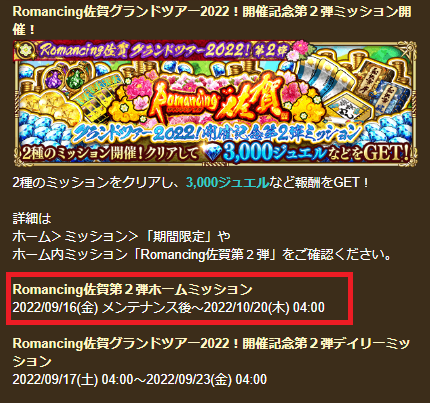 Romancing佐賀グランドツアー2022！開催記念第２弾ミッション開
催！
Romancing佐賀グランドツアー2022！第2弾
Romancing佐賀
グランドツアー2022！開催記念第2弾ミッション
2種のミッション開催！クリアして3,000ジュエルなどをGET！
2種のミッションをクリアし、3,000ジュエルなど報酬をGET！
詳細は
ホーム＞ミッション＞「期間限定」や
ホーム内ミッション「Romancing佐賀第２弾」をご確認ください。
Romancing佐賀第２弾ホームミッション
2022/09/16(金) メンテナンス後～2022/10/20(木) 04:00
Romancing佐賀グランドツアー2022！開催記念第２弾デイリーミッ
ション
2022/09/17(土) 04:00～2022/09/23(金) 04:00